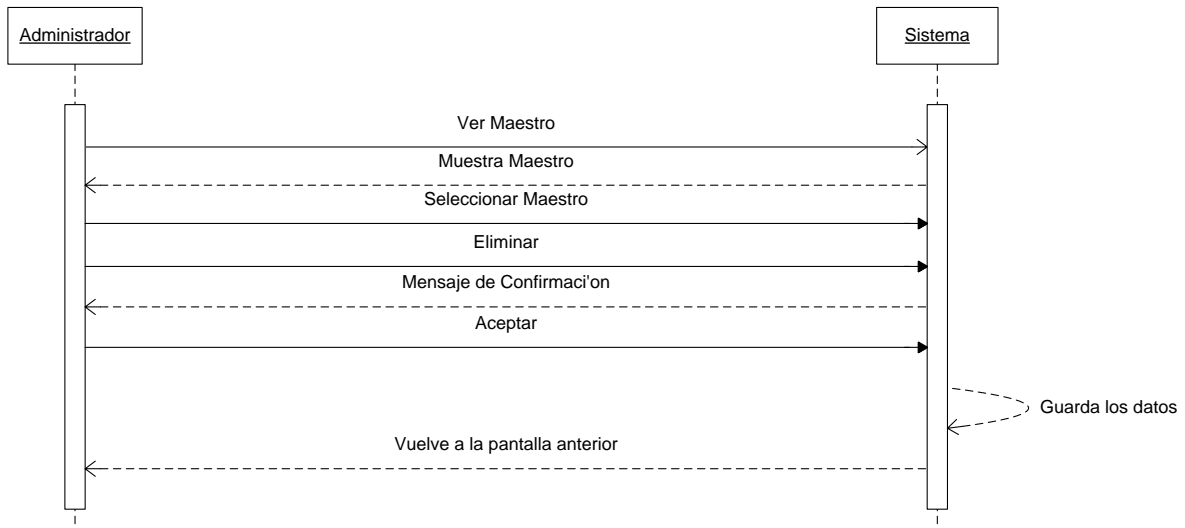 Administrador
Sistema
Ver Maestro
Muestra Maestro
Seleccionar Maestro
Eliminar
Mensaje de Confirmaci'on
Aceptar
Guarda los datos
Vuelve a la pantalla anterior